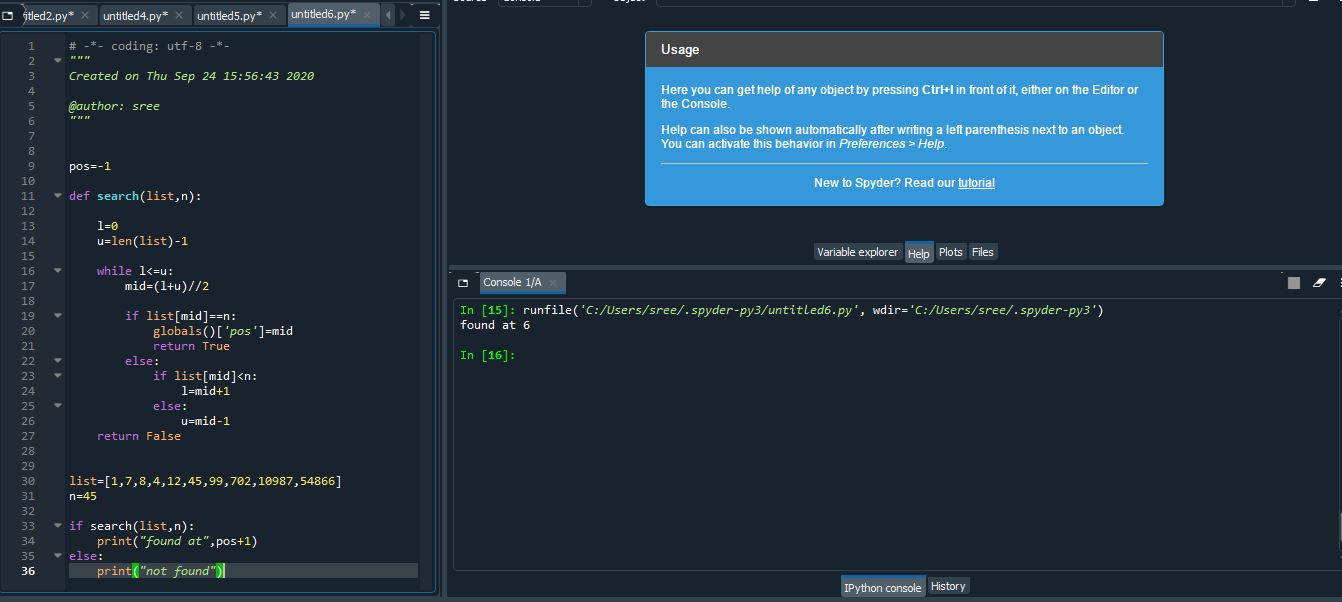 untitled4.py*
untitled5.py*
untitled6.py*
1 # -*- coding: utf-8 -*-
2 """
3 Created on Thu Sep 24 15:56:43 2020
4
5 @author: sree
6 """
7
8
9 pos=-1
10
11 def search(list,n):
12
13     l=0
14     u=len(list)-1
15
16     while l<=u:
17         mid=(l+u)//2
18
19         if list[mid]==n:
20             globals()['pos']=mid
21             return True
22         else:
23             if list[mid]<n:
24                 l=mid+1
25             else:
26                 u=mid-1
27     return False
28
29
30 list=[1,7,8,4,12,45,99,702,10987,54866]
31 n=45
32
33 if search(list,n):
34     print("found at",pos+1)
35 else:
36     print("not found")
Usage
Here you can get help of any object by pressing Ctrl+I in front of it, either on the Editor or
the Console.
Help can also be shown automatically after writing a left parenthesis next to an object.
You can activate this behavior in Preferences > Help.
New to Spyder? Read our tutorial
Variable explorer Help Plots Files
Console 1/A
In [15]: runfile('C:/Users/sree/.spyder-py3/untitled6.py', wdir='C:/Users/sree/.spyder-py3')
found at 6
In [16]:
IPython console History